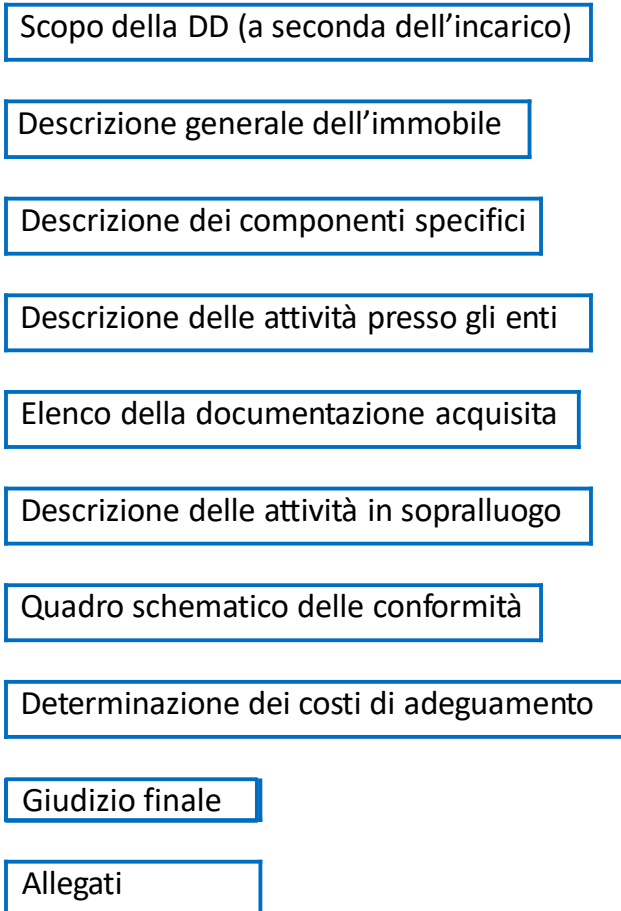 Scopo della DD (a seconda dell’incarico)
Descrizione generale dell’immobile
Descrizione dei componenti specifici
Descrizione delle attività presso gli enti
Elenco della documentazione acquisita
Descrizione delle attività in sopralluogo
Quadro schematico delle conformità
Determinazione dei costi di adeguamento
Giudizio finale
Allegati